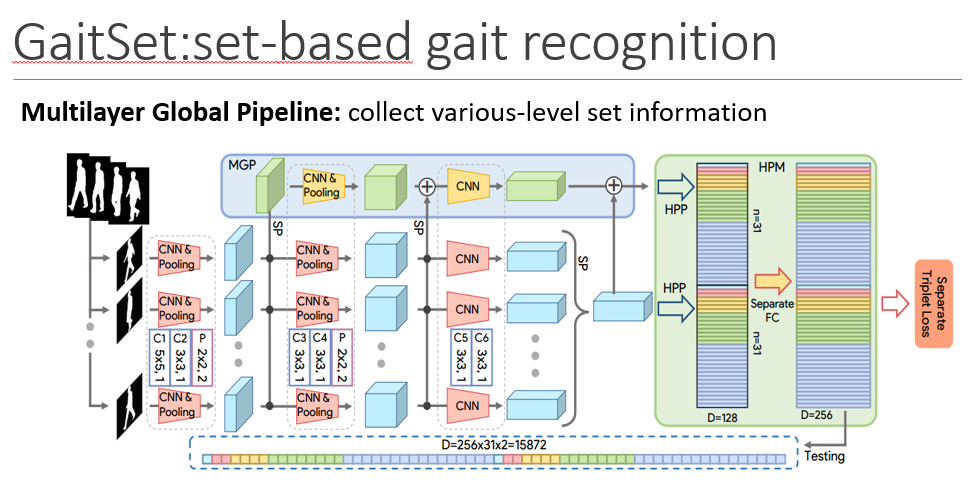 GaitSet:set-based gait recognition
Multilayer Global Pipeline: collect various-level set information
MGP
CNN &
Pooling
CNN
SP
SP
HPM
HPP
n=31
CNN &
Pooling
CNN &
Pooling
CNN
SP
CNN &
Pooling
CNN &
Pooling
CNN
HPP
Separate
FC
Separate
Triplet Loss
C1
5x5, 1
C2
3x3, 1
P
2x2, 2
C3
3x3, 1
C4
3x3, 1
P
2x2, 2
C5
3x3, 1
C6
3x3, 1
n=31
CNN &
Pooling
CNN &
Pooling
CNN
D=128
D=256
D=256x31x2=15872
Testing